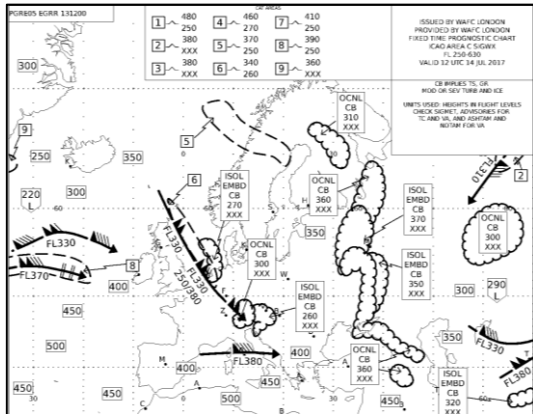 PGRE05 EGRR 131200
CAT AREAS
1 480 250
4 460 270
7 410 250
2 380 XXX
5 370 250
8 390 250
3 380 XXX
6 340 260
9 360 XXX
ISSUED BY WAFC LONDON
PROVIDED BY WAFC LONDON
FIXED TIME PROGNOSTIC CHART
ICAO AREA C SIGWX
FL 250-630
VALID 12 UTC 14 JUL 2017
CB IMPLIES TS, GR
MOD OR SEV TURB AND ICE
UNITS USED: HEIGHTS IN FLIGHT LEVELS
CHECK SIGMET, ADVISORIES FOR
TC AND VA, AND ASHTAM AND
NOTAM FOR VA
300
9
250
350
5
OCNL
CB
310
XXX
FL310
2
220
L
300
60
6
ISOL
EMBD
CB
270
XXX
OCNL
CB
360
XXX
ISOL
EMBD
CB
370
XXX
OCNL
CB
300
XXX
S
H
350
K
FL330
FL330
FL330
250/380
FL370
8
400
OCNL
CB
300
XXX
W
ISOL
EMBD
CB
350
XXX
450
ISOL
EMBD
CB
260
XXX
Z
300
290
L
500
M
400
FL380
400
OCNL
CB
360
XXX
A
350
FL330
T
FL380
450
450
30
A
0
500
450
450
C
B
ISOL
EMBD
CB
320
XXX
60
450